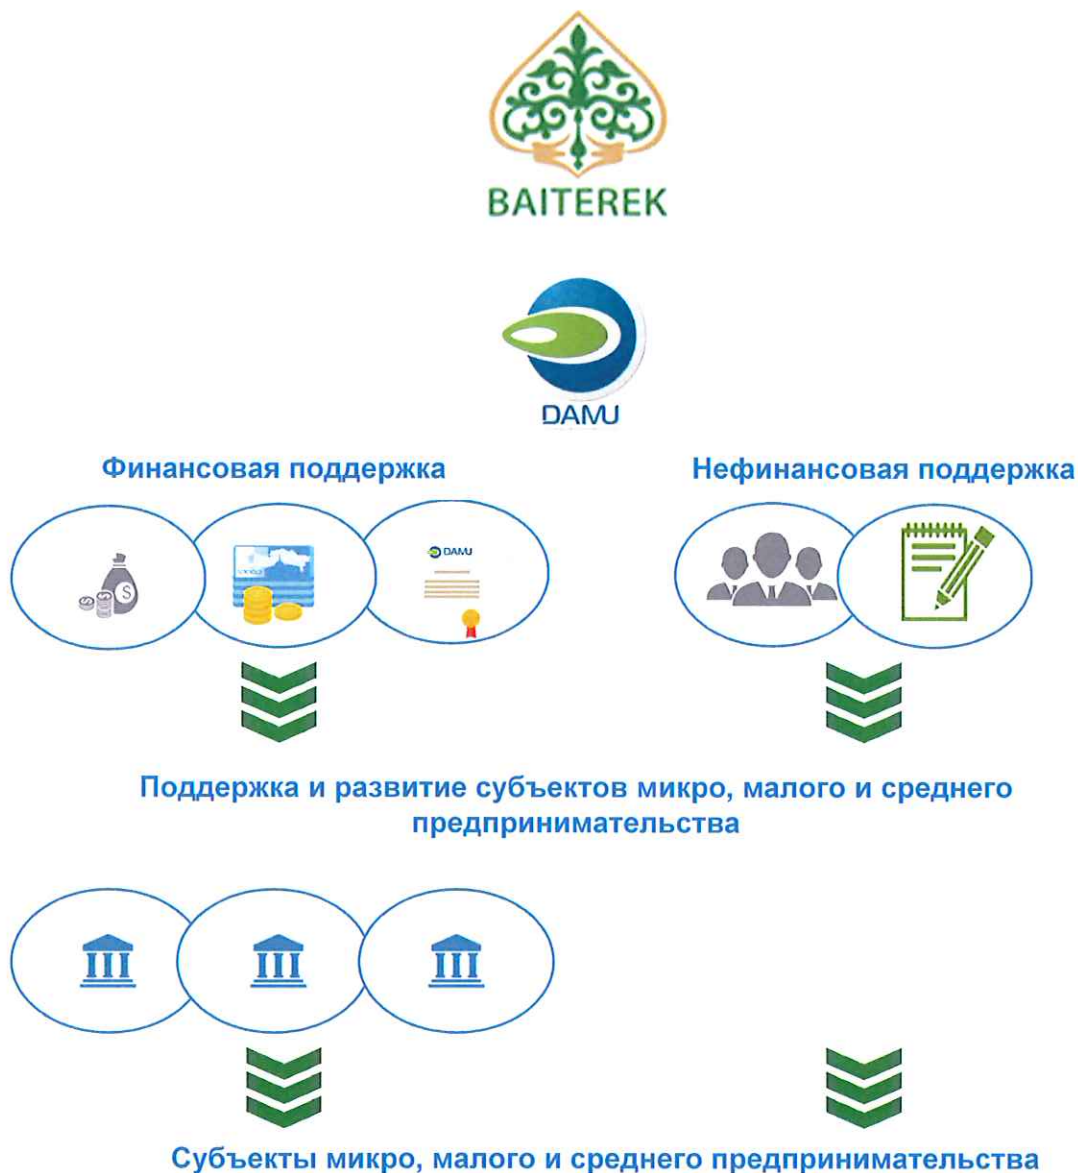 BAITEREK
DAMU
Финансовая поддержка
Нефинансовая поддержка
$
$
$
DAMU
Поддержка и развитие субъектов микро, малого и среднего
предпринимательства
Субъекты микро, малого и среднего предпринимательства